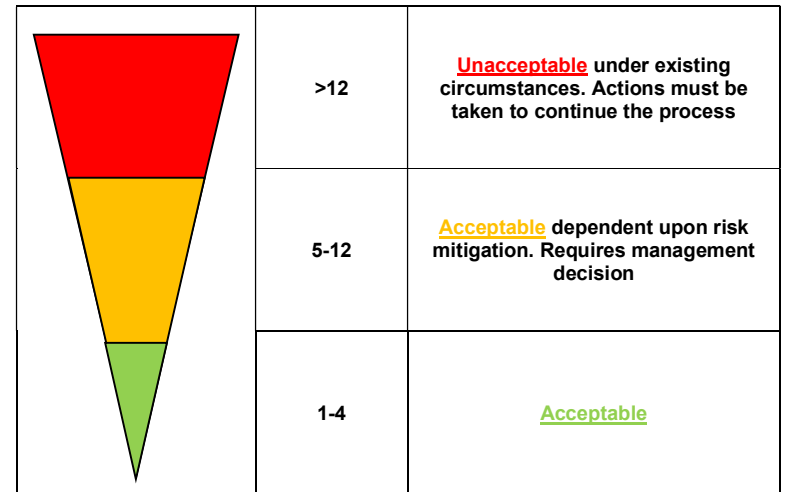 >12
Unacceptable under existing
circumstances. Actions must be
taken to continue the process
5-12
Acceptable dependent upon risk
mitigation. Requires management
decision
1-4
Acceptable